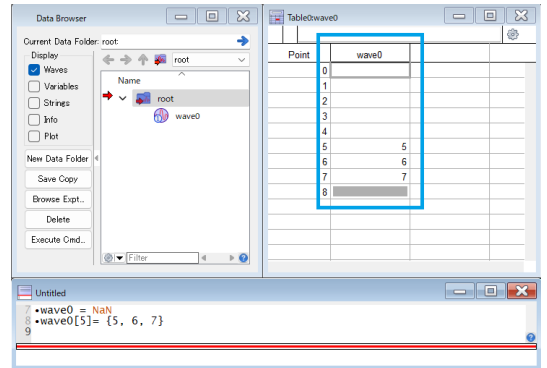 Data Browser
Current Data Folder: root:
Display
Waves
Variables
Strings
Info
Plot
New Data Folder
Save Copy
Browse Expt...
Delete
Execute Cmd...
root
Name
root
wave0
Filter
Table0:wave0
Point wave0
0
1
2
3
4
5 5
6 6
7 7
8
Untitled
7 •wave0 = NaN
8 •wave0[5]= {5, 6, 7}
9